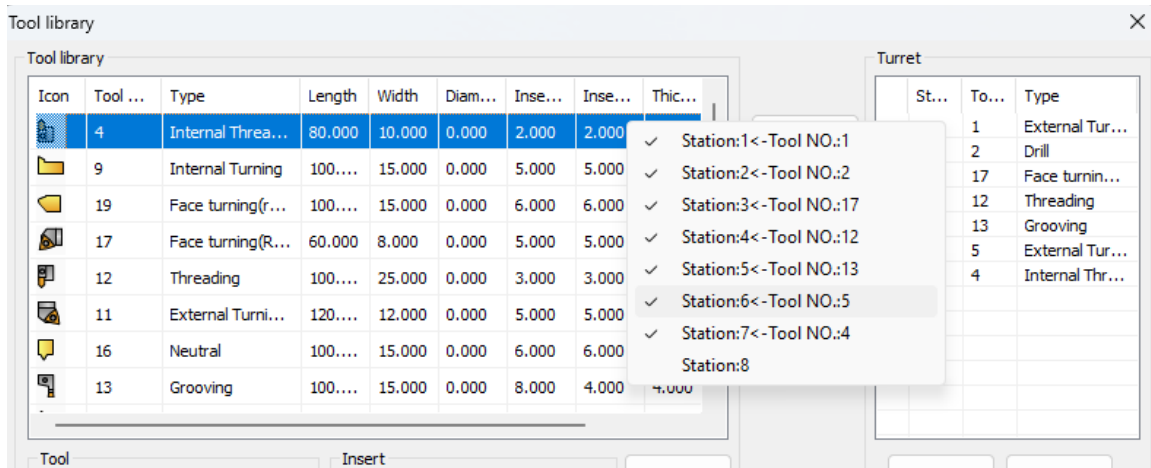 Tool library
Tool library
Turret
Icon Tool ... Type Length Width Diam... Inse... Inse... Thic...
4 Internal Threa... 80.000 10.000 0.000 2.000 2.000
9 Internal Turning 100.... 15.000 0.000 5.000 5.000
19 Face turning(r... 100.... 15.000 0.000 6.000 6.000
17 Face turning(R... 60.000 8.000 0.000 5.000 5.000
12 Threading 100.... 25.000 0.000 3.000 3.000
11 External Turni... 120.... 12.000 0.000 5.000 5.000
16 Neutral 100.... 15.000 0.000 6.000 6.000
13 Grooving 100.... 15.000 0.000 8.000 4.000 4.000
Station:1<-Tool NO.:1
Station:2<-Tool NO.:2
Station:3<-Tool NO.:17
Station:4<-Tool NO.:12
Station:5<-Tool NO.:13
Station:6<-Tool NO.:5
Station:7<-Tool NO.:4
Station:8
St... To... Type
1 External Tur...
2 Drill
17 Face turnin...
12 Threading
13 Grooving
5 External Tur...
4 Internal Thr...
Tool
Insert